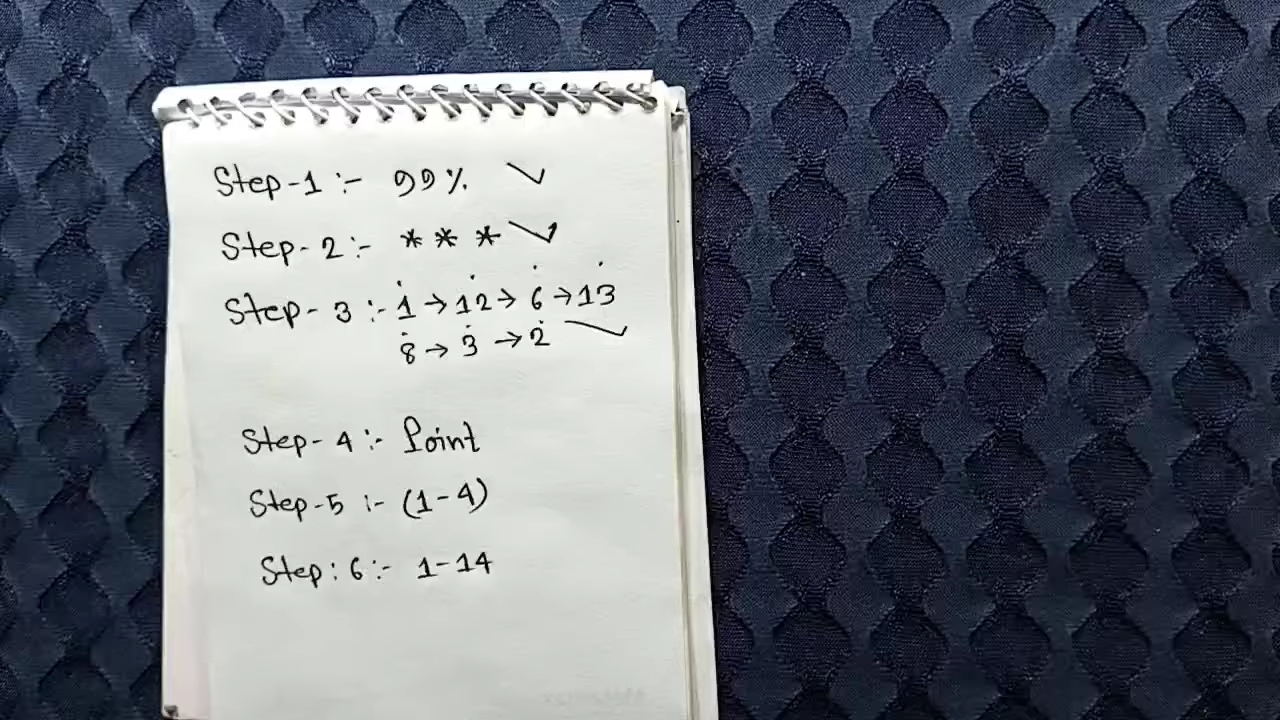 Step-1 :- 99% ✓
Step-2 :- * * * ✓
Step-3 :- 1 → 12 → 6 → 13
8 → 3 → 2 ✓
Step-4 :- Point
Step-5 :- (1-4)
Step:6 :- 1-14